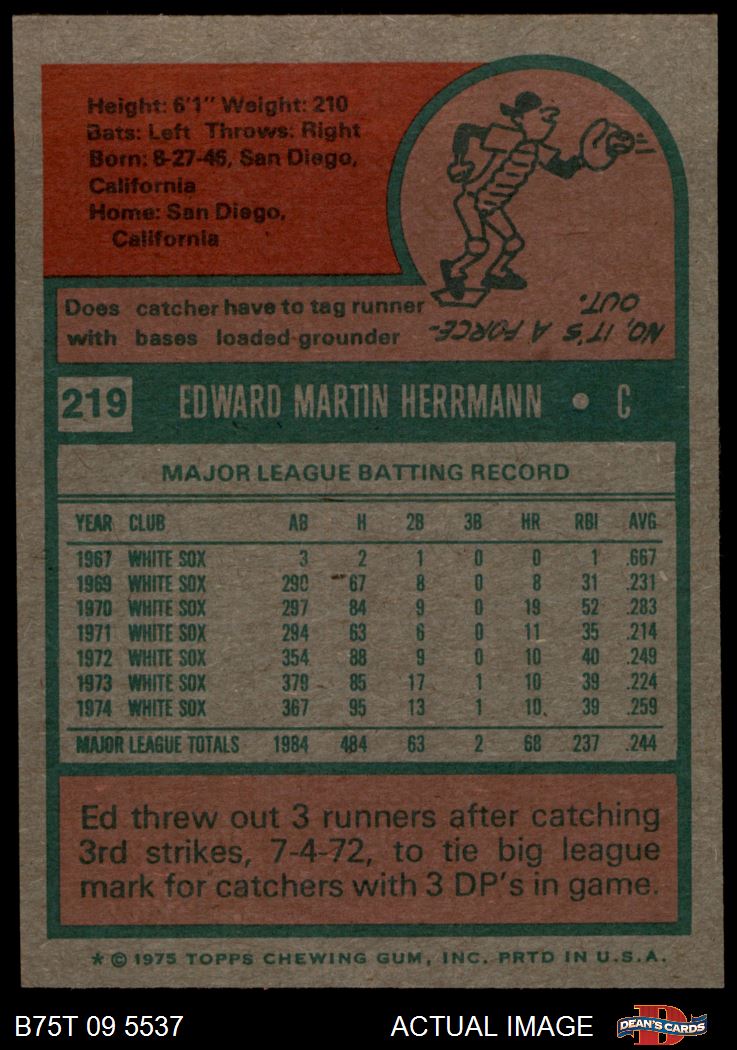 Height: 6'1" Weight: 210
Bats: Left Throws: Right
Born: 8-27-46, San Diego,
California
Home: San Diego,
California
Does catcher have to tag runner
with bases loaded-grounder
NO, IT'S A FORCE-
OUT.
219 EDWARD MARTIN HERRMANN • C
MAJOR LEAGUE BATTING RECORD
YEAR CLUB AB H 2B 3B HR RBI AVG
1967 WHITE SOX 3 2 1 0 0 1 .667
1969 WHITE SOX 290 67 8 0 8 31 .231
1970 WHITE SOX 297 84 9 0 19 52 .283
1971 WHITE SOX 294 63 6 0 11 35 .214
1972 WHITE SOX 354 88 9 0 10 40 .249
1973 WHITE SOX 379 85 17 1 10 39 .224
1974 WHITE SOX 367 95 13 1 10 39 .259
MAJOR LEAGUE TOTALS 1984 484 63 2 68 237 .244
Ed threw out 3 runners after catching
3rd strikes, 7-4-72, to tie big league
mark for catchers with 3 DP's in game.
* © 1975 TOPPS CHEWING GUM, INC. PRTD IN U.S.A.
B75T 09 5537 ACTUAL IMAGE D DEAN'S CARDS